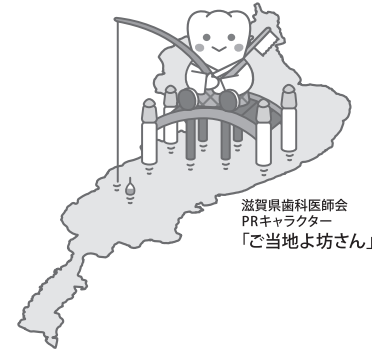 滋賀県歯科医師会
PRキャラクター
「ご当地よ坊さん」